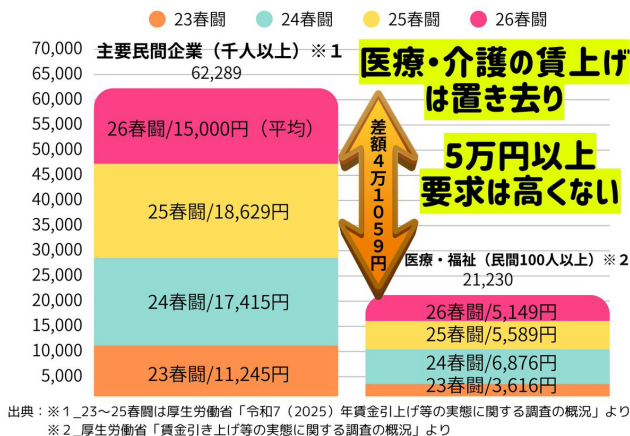 23春闘 24春闘 25春闘 26春闘
70,000
65,000
60,000
55,000
50,000
45,000
40,000
35,000
30,000
25,000
20,000
15,000
10,000
5,000
主要民間企業（千人以上）※１
62,289
26春闘/15,000円（平均）
25春闘/18,629円
24春闘/17,415円
23春闘/11,245円
差額４万１０５９円
医療・介護の賃上げ
は置き去り
5万円以上
要求は高くない
医療・福祉（民間100人以上）※２
21,230
26春闘/5,149円
25春闘/5,589円
24春闘/6,876円
23春闘/3,616円
出典：※１_23～25春闘は厚生労働省「令和7（2025）年賃金引上げ等の実態に関する調査の概況」より
※２_厚生労働省「賃金引き上げ等の実態に関する調査の概況」より